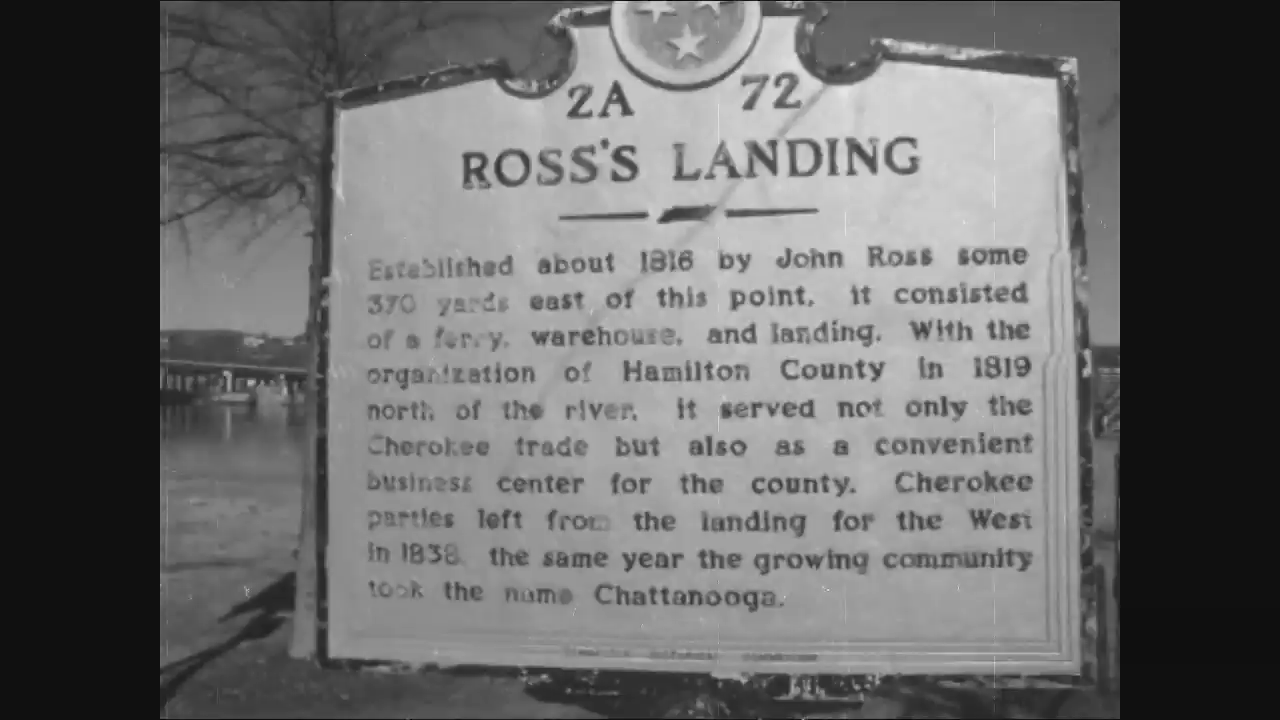 2A 72
ROSS'S LANDING
Established about 1816 by John Ross some
370 yards east of this point, it consisted
of a ferry, warehouse, and landing. With the
organization of Hamilton County in 1819
north of the river, it served not only the
Cherokee trade but also as a convenient
business center for the county. Cherokee
parties left from the landing for the West
in 1838, the same year the growing community
took the name Chattanooga.